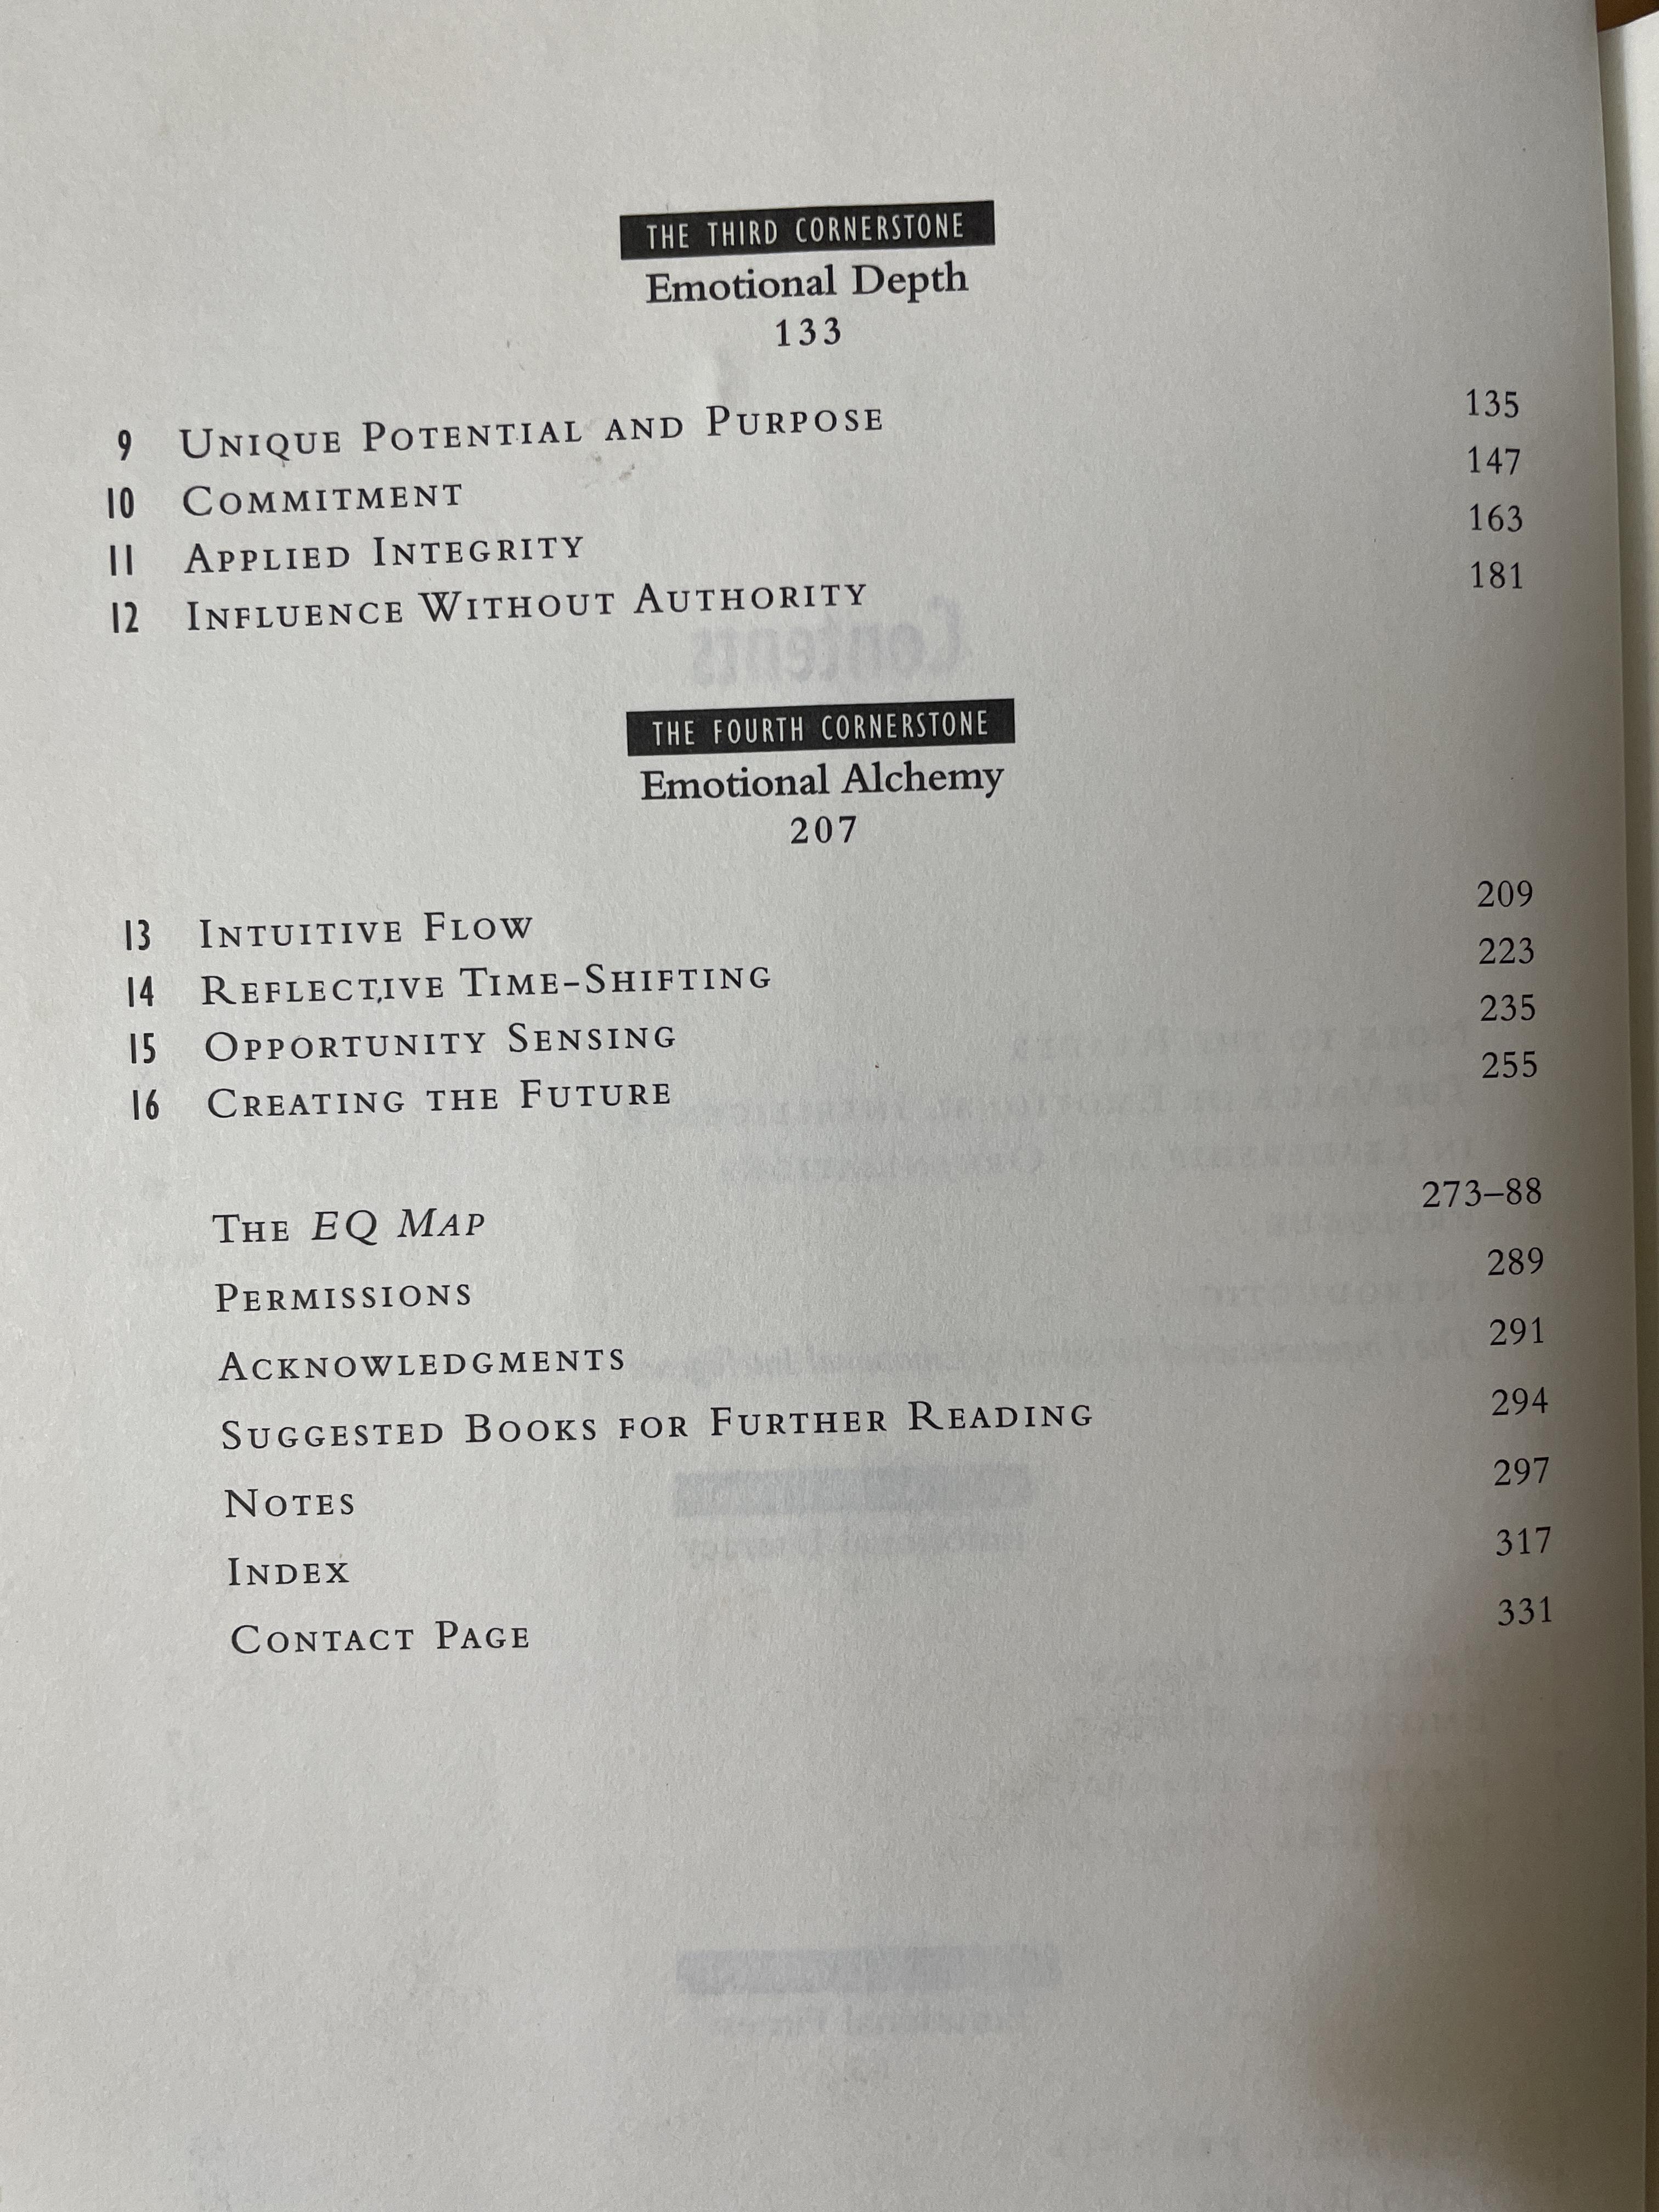 THE THIRD CORNERSTONE
Emotional Depth
133
9 UNIQUE POTENTIAL AND PURPOSE 135
10 COMMITMENT 147
11 APPLIED INTEGRITY 163
12 INFLUENCE WITHOUT AUTHORITY 181
Contents
THE FOURTH CORNERSTONE
Emotional Alchemy
207
13 INTUITIVE FLOW 209
14 REFLECTIVE TIME-SHIFTING 223
15 OPPORTUNITY SENSING 235
16 CREATING THE FUTURE 255
THE EQ MAP 273–88
PERMISSIONS 289
ACKNOWLEDGMENTS 291
SUGGESTED BOOKS FOR FURTHER READING 294
NOTES 297
INDEX 317
CONTACT PAGE 331